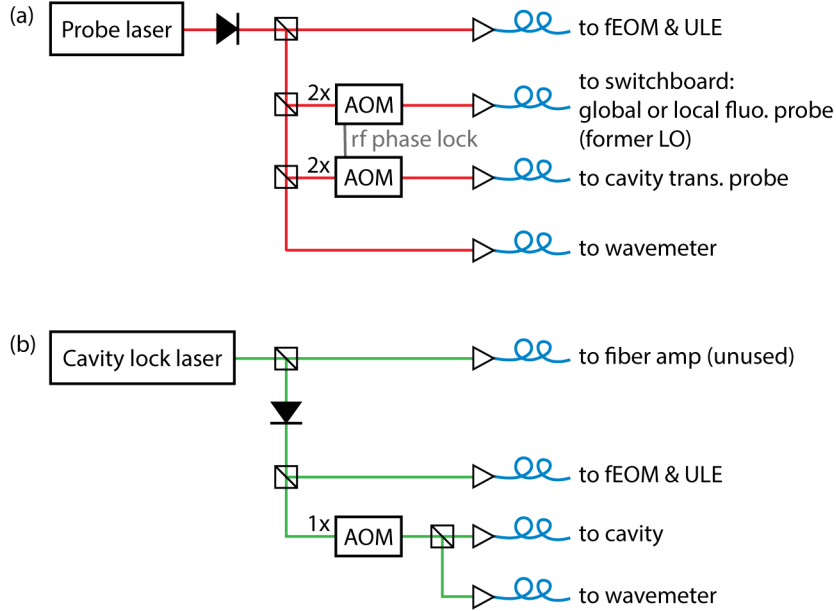 (a)
Probe laser
to fEOM & ULE
2x
AOM
to switchboard:
global or local fluo. probe
(former LO)
rf phase lock
2x
AOM
to cavity trans. probe
to wavemeter
(b)
Cavity lock laser
to fiber amp (unused)
to fEOM & ULE
1x
AOM
to cavity
to wavemeter